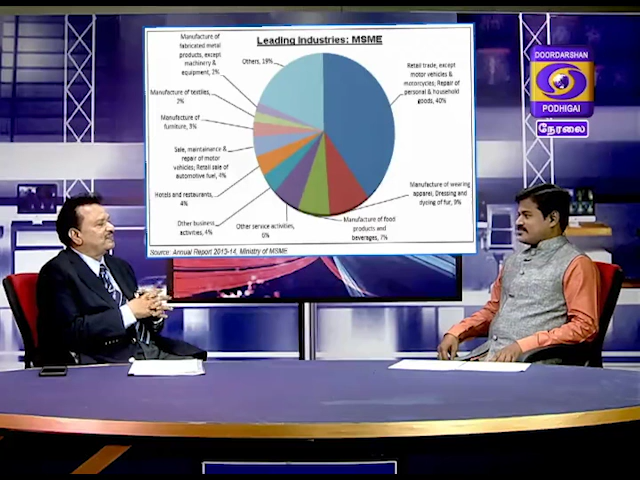 Leading Industries: MSME
Manufacture of
fabricated metal
products, except
machinery &
equipment, 2%
Others, 19%
Retail trade, except
motor vehicles &
motorcycles; Repair of
personal & household
goods, 40%
Manufacture of textiles,
2%
Manufacture of
furniture, 3%
Sale, maintainance &
repair of motor
vehicles; Retail sale of
automotive fuel, 4%
Hotels and restaurants,
4%
Other business
activities, 4%
Other service activities,
6%
Manufacture of food
products and
beverages, 7%
Manufacture of wearing
apparel; Dressing and
dyeing of fur, 9%
Source: Annual Report 2013-14, Ministry of MSME
DOORDARSHAN
PODHIGAI
நேரலை